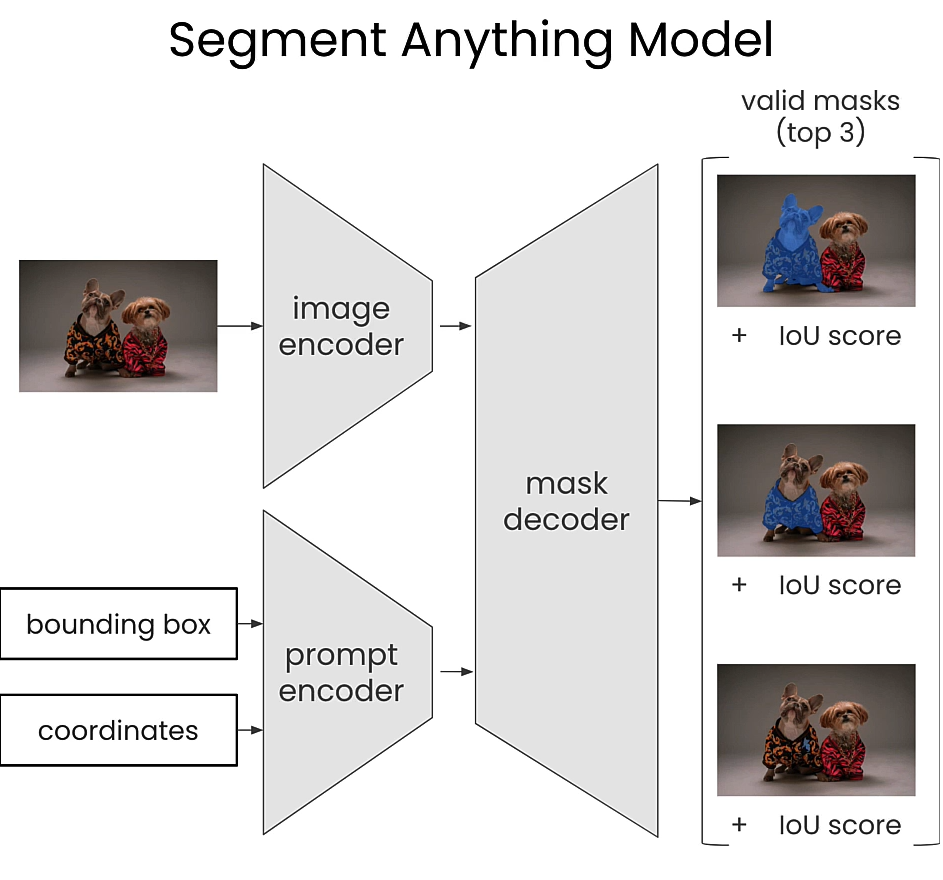 Segment Anything Model
valid masks
(top 3)
image
encoder
+ IoU score
mask
decoder
+ IoU score
bounding box
prompt
encoder
coordinates
+ IoU score